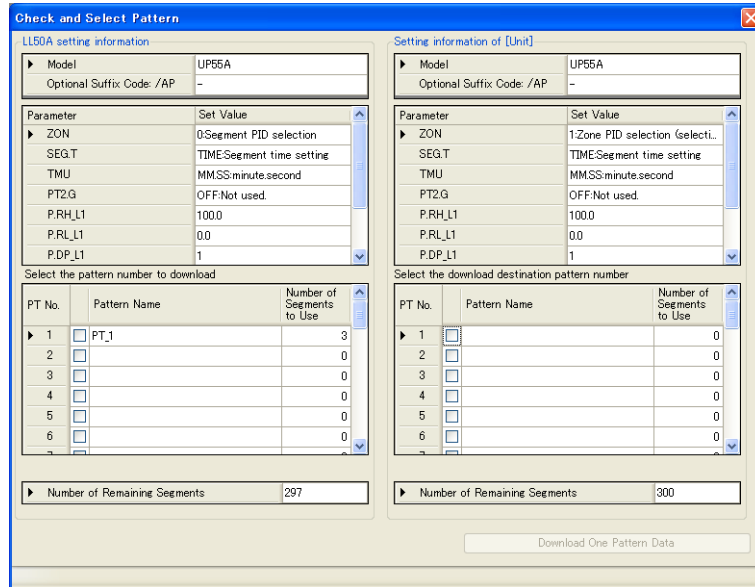 Check and Select Pattern
LL50A setting information
Model UP55A
Optional Suffix Code: /AP -
Parameter Set Value
ZON 0:Segment PID selection
SEG.T TIME:Segment time setting
TMU MM.SS:minute.second
PT2.G OFF:Not used.
P.RH_L1 100.0
P.RL_L1 0.0
P.DP_L1 1
Select the pattern number to download
PT No. Pattern Name Number of Segments to Use
1 PT_1 3
2 0
3 0
4 0
5 0
6 0
Number of Remaining Segments 297
Setting information of [Unit]
Model UP55A
Optional Suffix Code: /AP -
Parameter Set Value
ZON 1:Zone PID selection (selecti...
SEG.T TIME:Segment time setting
TMU MM.SS:minute.second
PT2.G OFF:Not used.
P.RH_L1 100.0
P.RL_L1 0.0
P.DP_L1 1
Select the download destination pattern number
PT No. Pattern Name Number of Segments to Use
1 0
2 0
3 0
4 0
5 0
6 0
Number of Remaining Segments 300
Download One Pattern Data